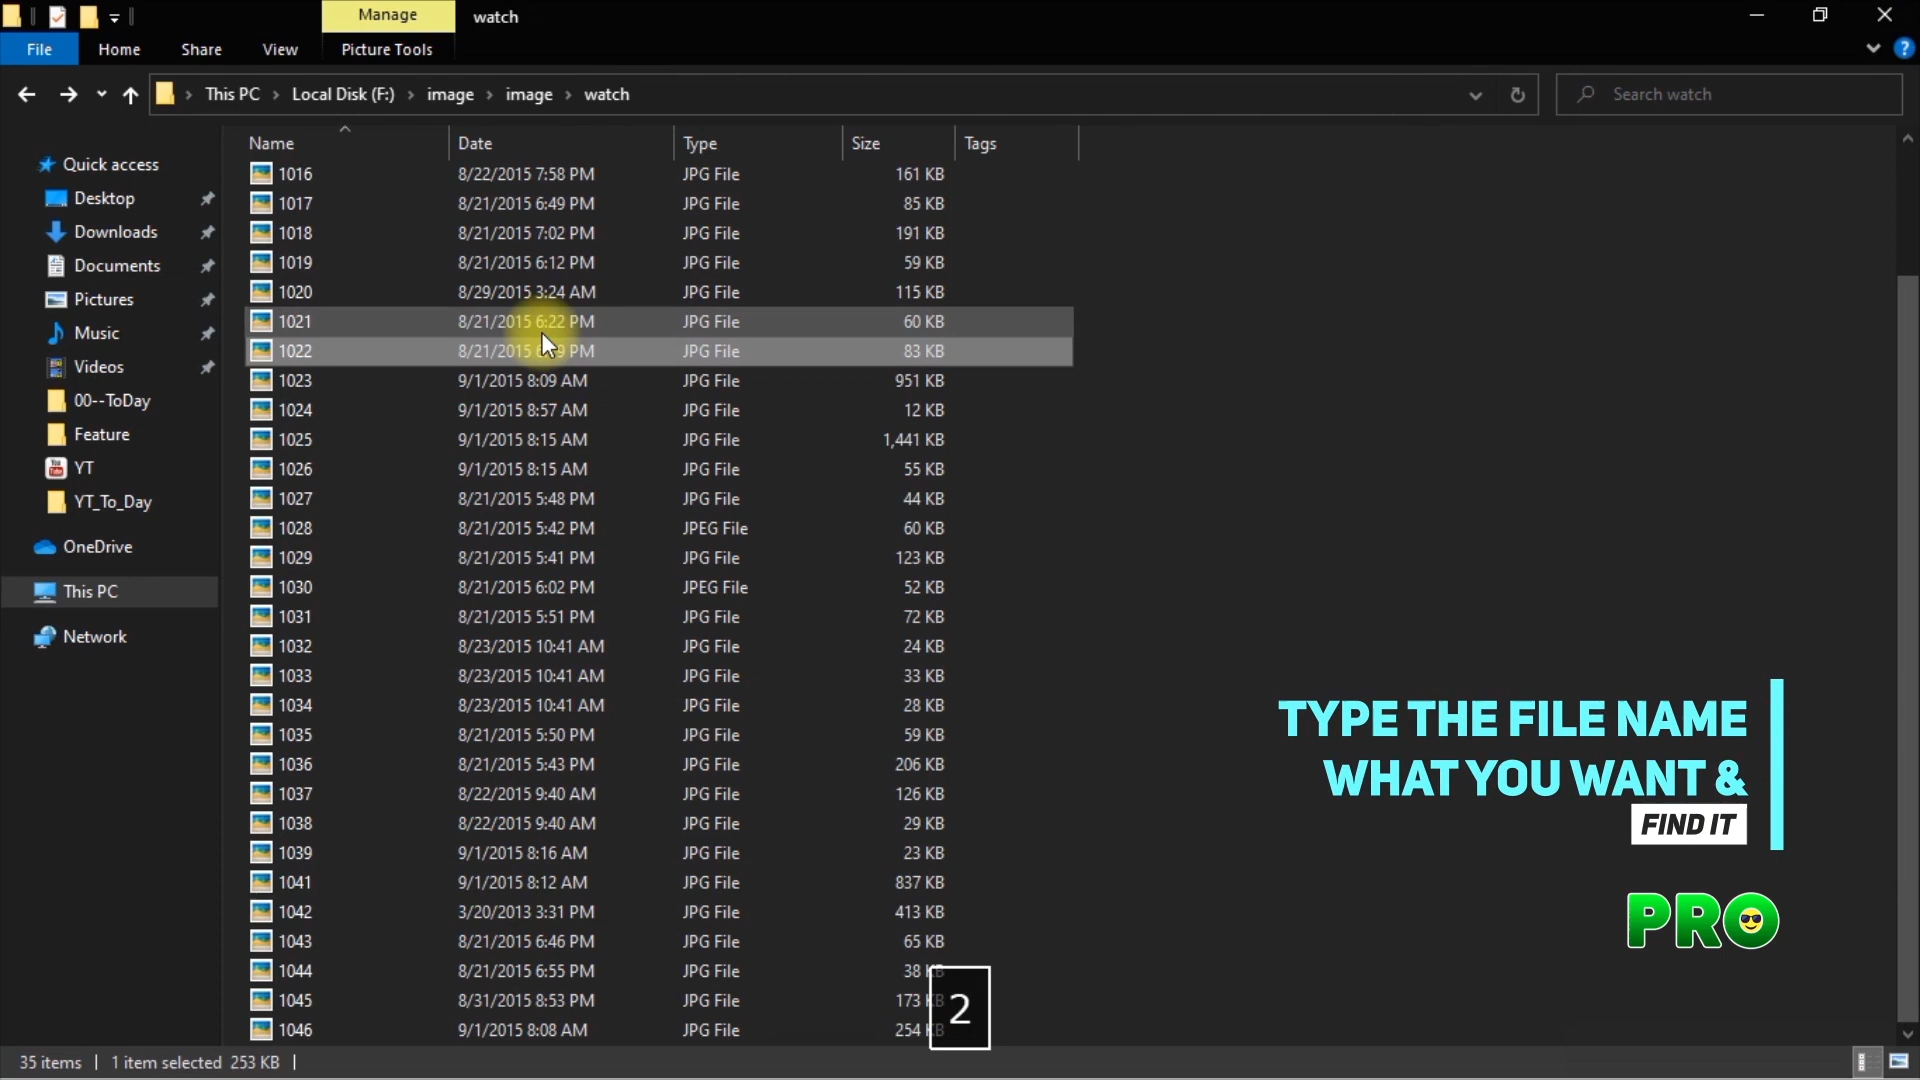 Manage
watch
File
Home
Share
View
Picture Tools
This PC
Local Disk (F:)
image
image
watch
Search watch
Name
Date
Type
Size
Tags
Quick access
Desktop
Downloads
Documents
Pictures
Music
Videos
00--ToDay
Feature
YT
YT_To_Day
OneDrive
This PC
Network
1016 8/22/2015 7:58 PM JPG File 161 KB
1017 8/21/2015 6:49 PM JPG File 85 KB
1018 8/21/2015 7:02 PM JPG File 191 KB
1019 8/21/2015 6:12 PM JPG File 59 KB
1020 8/29/2015 3:24 AM JPG File 115 KB
1021 8/21/2015 6:22 PM JPG File 60 KB
1022 8/21/2015 PM JPG File 83 KB
1023 9/1/2015 8:09 AM JPG File 951 KB
1024 9/1/2015 8:57 AM JPG File 12 KB
1025 9/1/2015 8:15 AM JPG File 1,441 KB
1026 9/1/2015 8:15 AM JPG File 55 KB
1027 8/21/2015 5:48 PM JPG File 44 KB
1028 8/21/2015 5:42 PM JPEG File 60 KB
1029 8/21/2015 5:41 PM JPG File 123 KB
1030 8/21/2015 6:02 PM JPEG File 52 KB
1031 8/21/2015 5:51 PM JPG File 72 KB
1032 8/23/2015 10:41 AM JPG File 24 KB
1033 8/23/2015 10:41 AM JPG File 33 KB
1034 8/23/2015 10:41 AM JPG File 28 KB
1035 8/21/2015 5:50 PM JPG File 59 KB
1036 8/21/2015 5:43 PM JPG File 206 KB
1037 8/22/2015 9:40 AM JPG File 126 KB
1038 8/22/2015 9:40 AM JPG File 29 KB
1039 9/1/2015 8:16 AM JPG File 23 KB
1041 9/1/2015 8:12 AM JPG File 837 KB
1042 3/20/2013 3:31 PM JPG File 413 KB
1043 8/21/2015 6:46 PM JPG File 65 KB
1044 8/21/2015 6:55 PM JPG File 38 KB
1045 8/31/2015 8:53 PM JPG File 173 KB
1046 9/1/2015 8:08 AM JPG File 254 KB
TYPE THE FILE NAME
WHAT YOU WANT &
FIND IT
PRO
2
35 items
1 item selected 253 KB